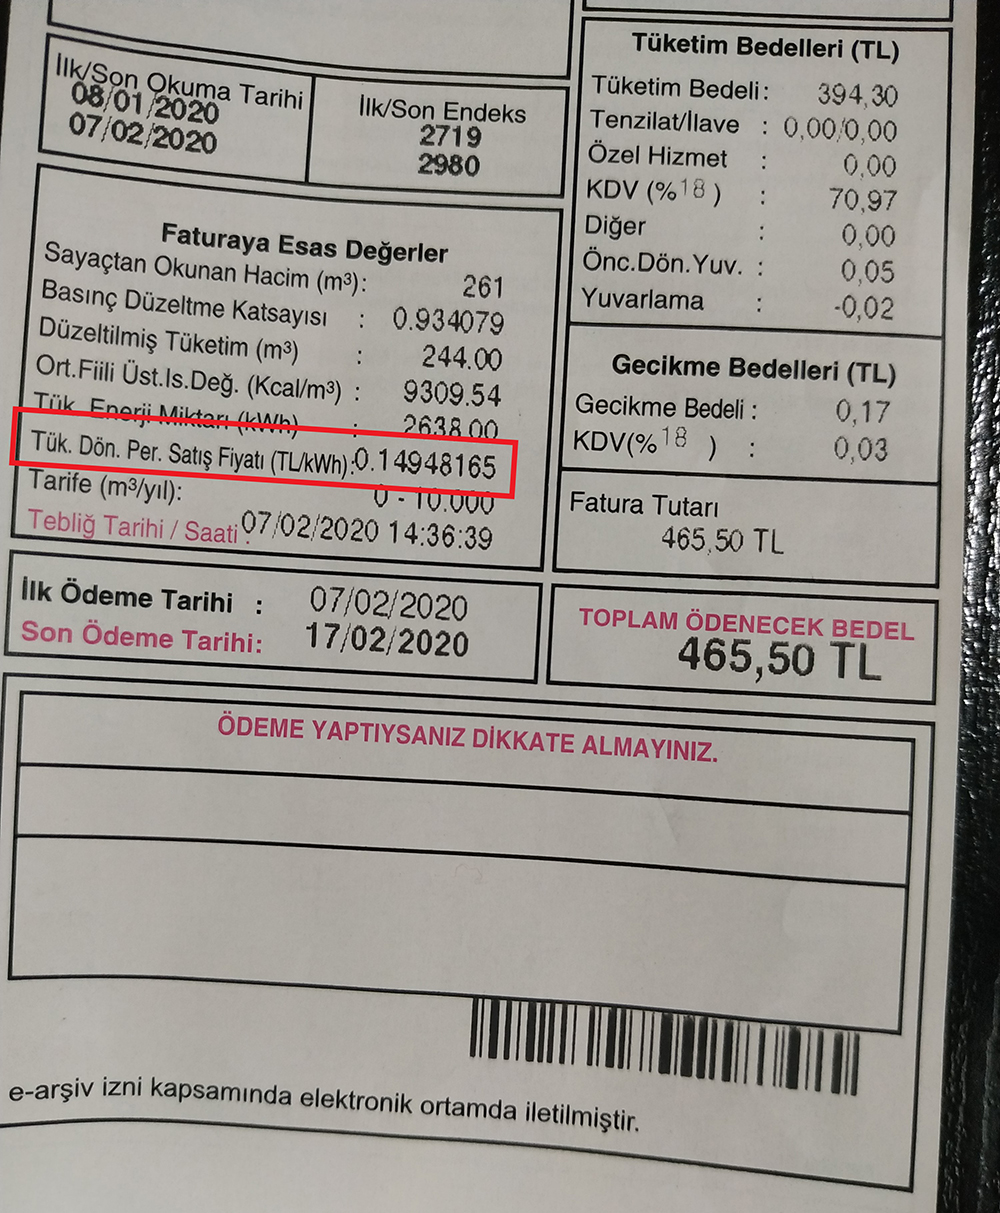 İlk/Son Okuma Tarihi
08/01/2020
07/02/2020
İlk/Son Endeks
2719
2980
Faturaya Esas Değerler
Sayaçtan Okunan Hacim (m³): 261
Basınç Düzeltme Katsayısı : 0.934079
Düzeltilmiş Tüketim (m³) : 244.00
Ort.Fiili Üst.Is.Değ. (Kcal/m³) : 9309.54
Tük. Enerji Miktarı (kWh) : 2638.00
Tük. Dön. Per. Satış Fiyatı (TL/kWh):0.14948165
Tarife (m³/yıl): 0 - 10.000
Tebliğ Tarihi / Saati : 07/02/2020 14:36:39
İlk Ödeme Tarihi : 07/02/2020
Son Ödeme Tarihi: 17/02/2020
Tüketim Bedelleri (TL)
Tüketim Bedeli : 394,30
Tenzilat/İlave : 0,00/0,00
Özel Hizmet : 0,00
KDV (%18 ) : 70,97
Diğer : 0,00
Önc.Dön.Yuv. : 0,05
Yuvarlama : -0,02
Gecikme Bedelleri (TL)
Gecikme Bedeli : 0,17
KDV(%18 ) : 0,03
Fatura Tutarı
465,50 TL
TOPLAM ÖDENECEK BEDEL
465,50 TL
ÖDEME YAPTIYSANIZ DİKKATE ALMAYINIZ.
e-arşiv izni kapsamında elektronik ortamda iletilmiştir.